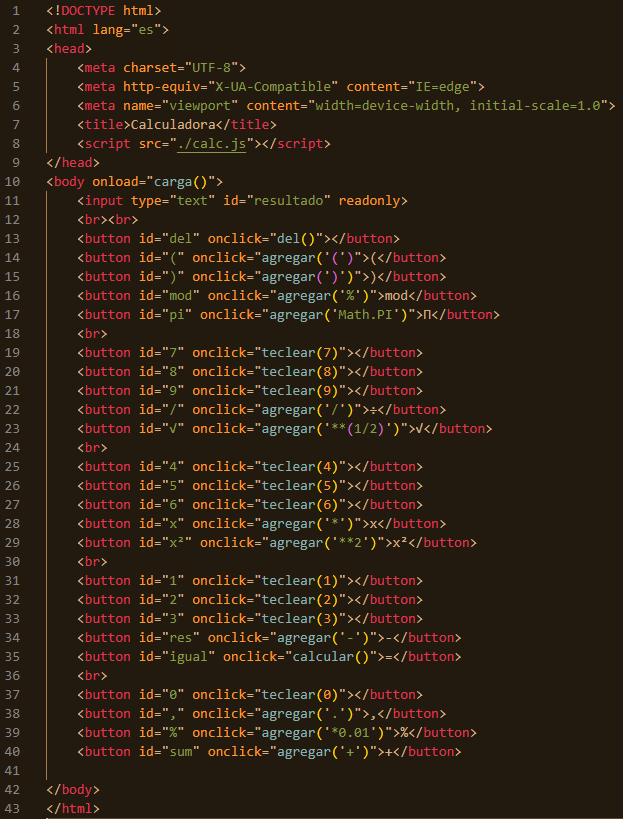 1 <!DOCTYPE html>
2 <html lang="es">
3 <head>
4     <meta charset="UTF-8">
5     <meta http-equiv="X-UA-Compatible" content="IE=edge">
6     <meta name="viewport" content="width=device-width, initial-scale=1.0">
7     <title>Calculadora</title>
8     <script src="./calc.js"></script>
9 </head>
10 <body onload="carga()">
11     <input type="text" id="resultado" readonly>
12     <br><br>
13     <button id="del" onclick="del()"></button>
14     <button id="(" onclick="agregar('(')">(</button>
15     <button id=")" onclick="agregar(')')">)</button>
16     <button id="mod" onclick="agregar('%')">mod</button>
17     <button id="pi" onclick="agregar('Math.PI')">Π</button>
18     <br>
19     <button id="7" onclick="teclear(7)"></button>
20     <button id="8" onclick="teclear(8)"></button>
21     <button id="9" onclick="teclear(9)"></button>
22     <button id="/" onclick="agregar('/')">÷</button>
23     <button id="√" onclick="agregar('**(1/2)')">√</button>
24     <br>
25     <button id="4" onclick="teclear(4)"></button>
26     <button id="5" onclick="teclear(5)"></button>
27     <button id="6" onclick="teclear(6)"></button>
28     <button id="x" onclick="agregar('*')">x</button>
29     <button id="x²" onclick="agregar('**2')">x²</button>
30     <br>
31     <button id="1" onclick="teclear(1)"></button>
32     <button id="2" onclick="teclear(2)"></button>
33     <button id="3" onclick="teclear(3)"></button>
34     <button id="res" onclick="agregar('-')">-</button>
35     <button id="igual" onclick="calcular()">=</button>
36     <br>
37     <button id="0" onclick="teclear(0)"></button>
38     <button id="," onclick="agregar('.')">,</button>
39     <button id="%" onclick="agregar('*0.01')">%</button>
40     <button id="sum" onclick="agregar('+')">+</button>
41
42 </body>
43 </html>